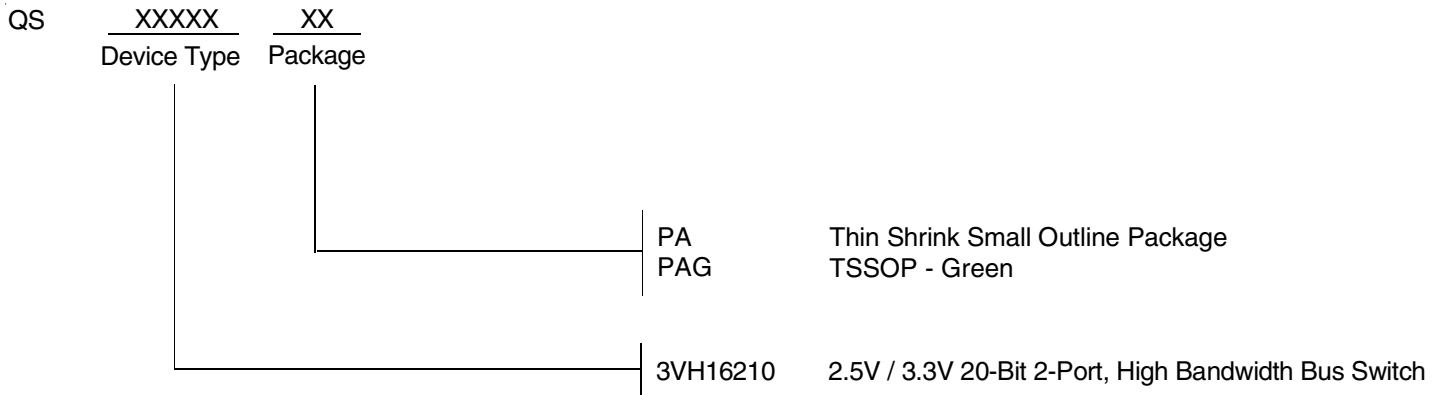 QS XXXXX XX
Device Type Package
PA Thin Shrink Small Outline Package
PAG TSSOP - Green
3VH16210 2.5V / 3.3V 20-Bit 2-Port, High Bandwidth Bus Switch